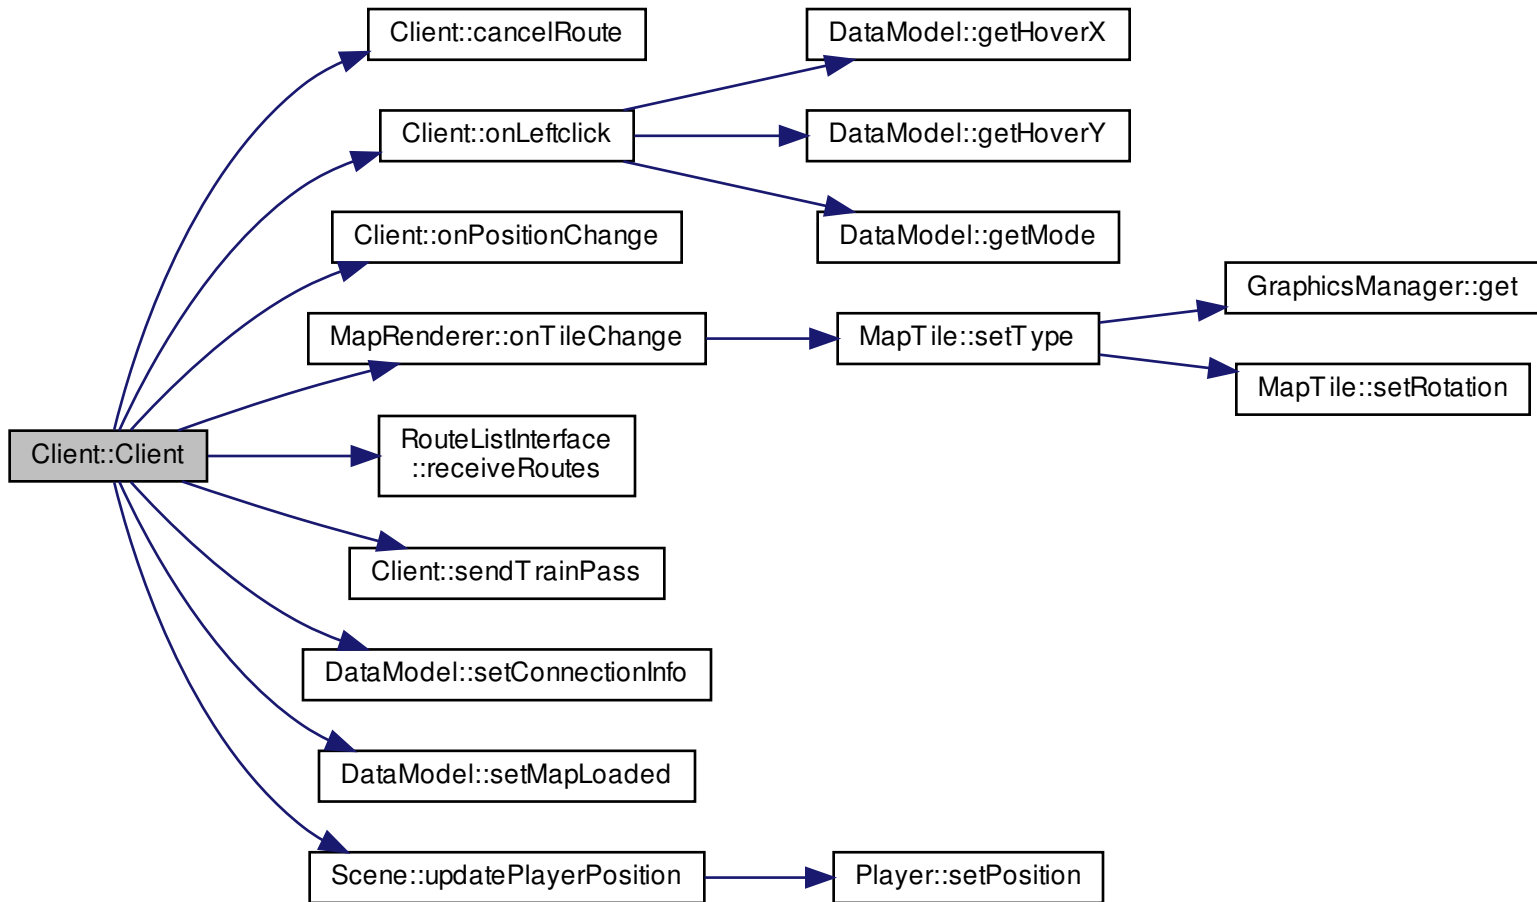 Client::cancelRoute
DataModel::getHoverX
Client::onLeftclick
DataModel::getHoverY
Client::onPositionChange
DataModel::getMode
GraphicsManager::get
MapRenderer::onTileChange
MapTile::setType
MapTile::setRotation
Client::Client
RouteListInterface
::receiveRoutes
Client::sendTrainPass
DataModel::setConnectionInfo
DataModel::setMapLoaded
Scene::updatePlayerPosition
Player::setPosition